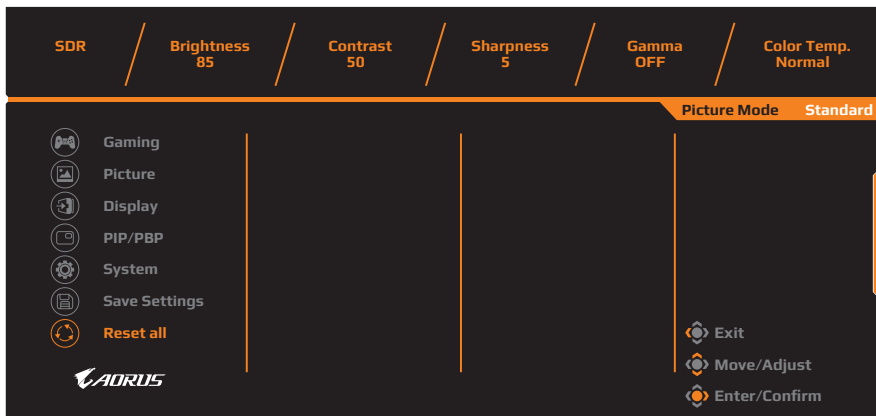 SDR
Brightness
85
Contrast
50
Sharpness
5
Gamma
OFF
Color Temp.
Normal
Picture Mode Standard
Gaming
Picture
Display
PIP/PBP
System
Save Settings
Reset all
AORUS
Exit
Move/Adjust
Enter/Confirm